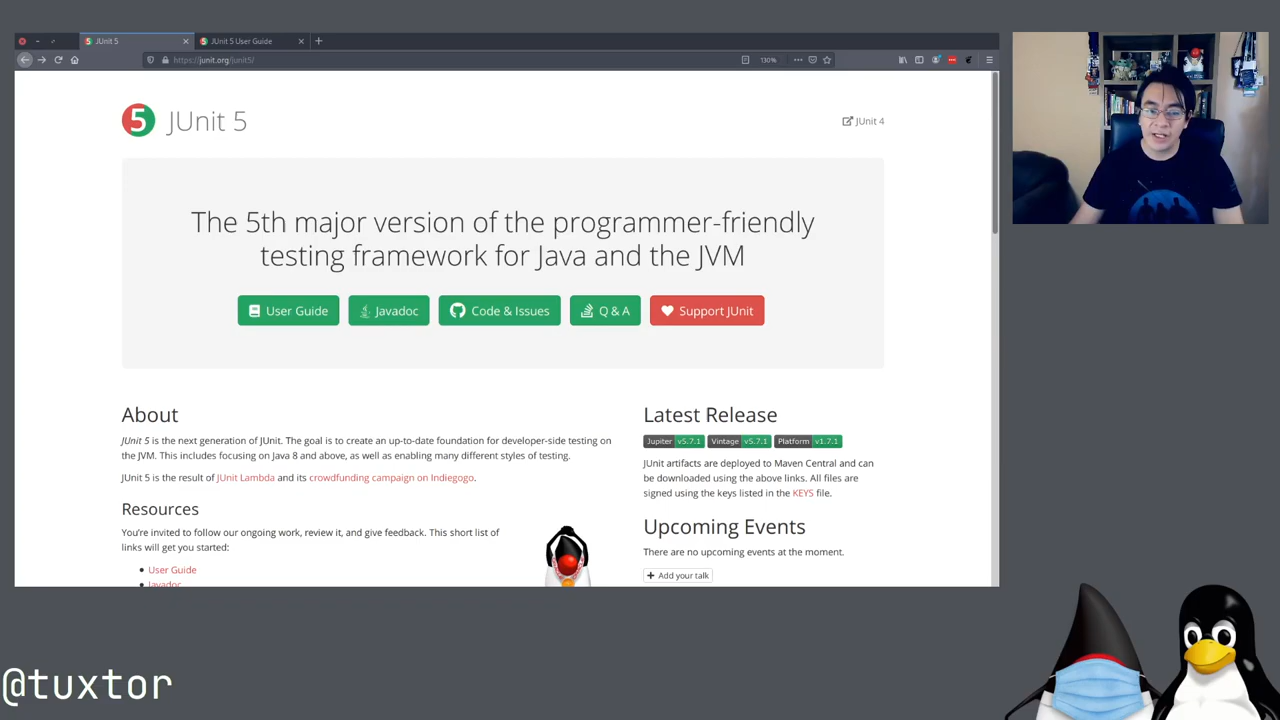 JUnit 5
JUnit 5 User Guide
https://junit.org/junit5/
130%
5
JUnit 5
JUnit 4
The 5th major version of the programmer-friendly
testing framework for Java and the JVM
User Guide
Javadoc
Code & Issues
Q & A
Support JUnit
About
JUnit 5 is the next generation of JUnit. The goal is to create an up-to-date foundation for developer-side testing on
the JVM. This includes focusing on Java 8 and above, as well as enabling many different styles of testing.
JUnit 5 is the result of JUnit Lambda and its crowdfunding campaign on Indiegogo.
Resources
You're invited to follow our ongoing work, review it, and give feedback. This short list of
links will get you started:
User Guide
Javadoc
Latest Release
Jupiter v5.7.1 Vintage v5.7.1 Platform v1.7.1
JUnit artifacts are deployed to Maven Central and can
be downloaded using the above links. All files are
signed using the keys listed in the KEYS file.
Upcoming Events
There are no upcoming events at the moment.
Add your talk
@tuxtor